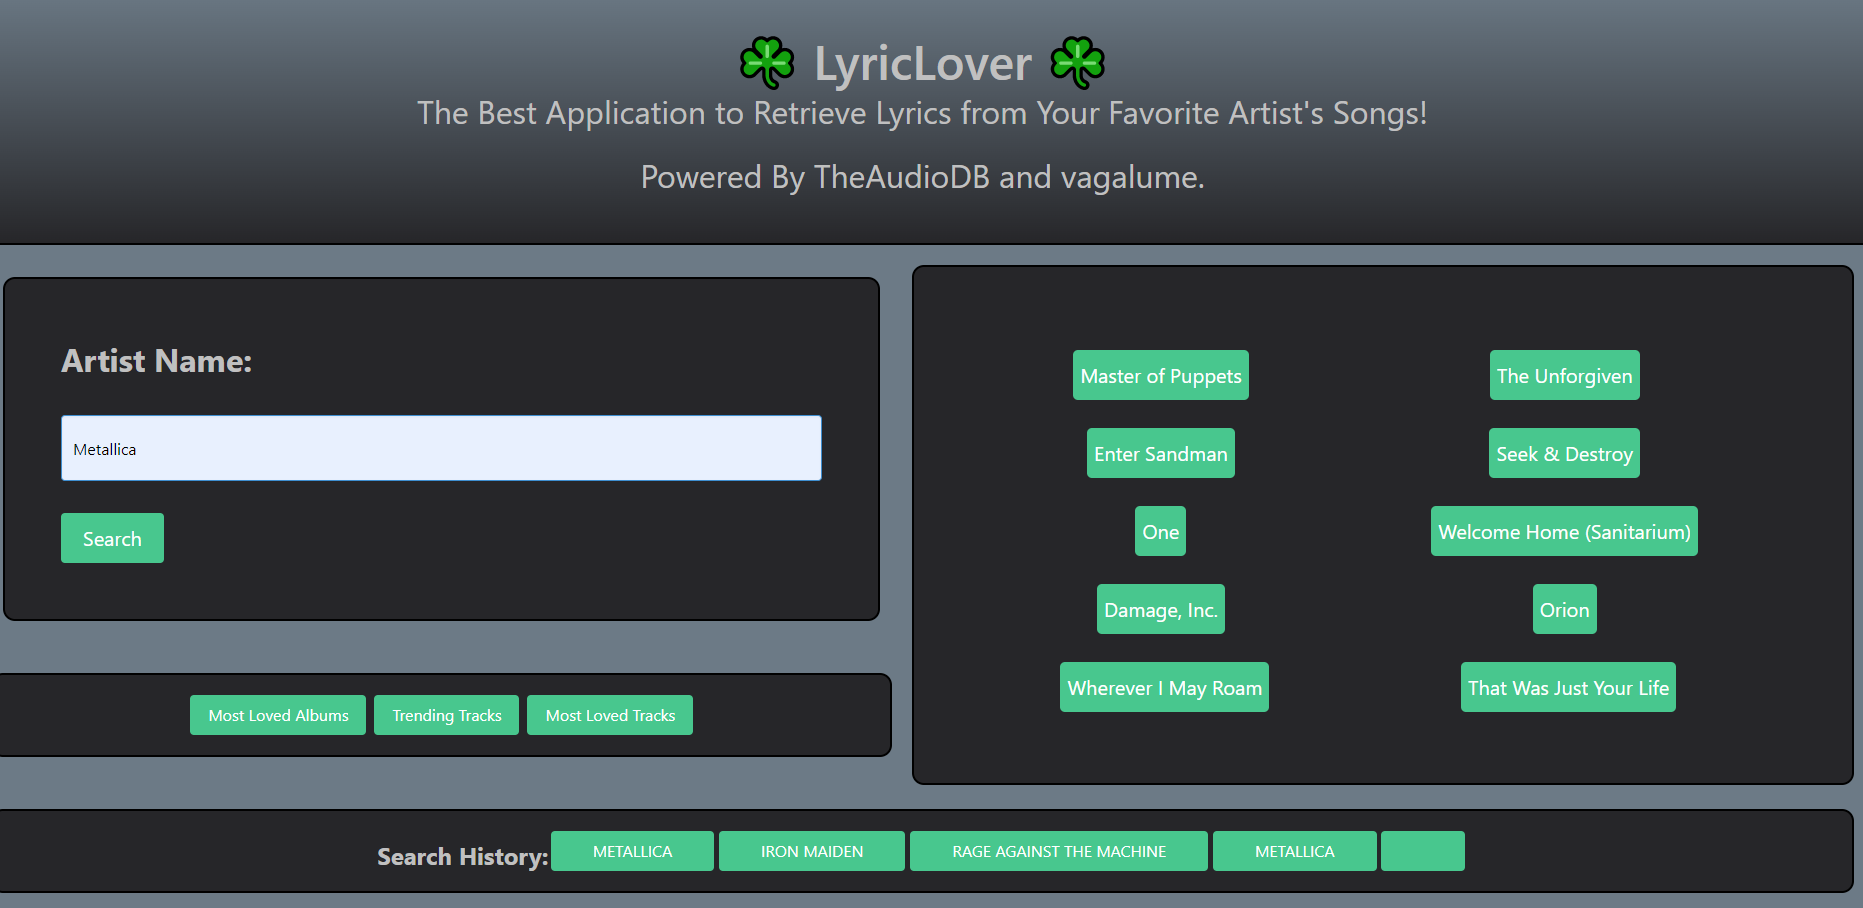 LyricLover
The Best Application to Retrieve Lyrics from Your Favorite Artist's Songs!
Powered By TheAudioDB and vagalume.
Artist Name:
Metallica
Search
Most Loved Albums Trending Tracks Most Loved Tracks
Master of Puppets The Unforgiven
Enter Sandman Seek & Destroy
One Welcome Home (Sanitarium)
Damage, Inc. Orion
Wherever I May Roam That Was Just Your Life
Search History: METALLICA IRON MAIDEN RAGE AGAINST THE MACHINE METALLICA